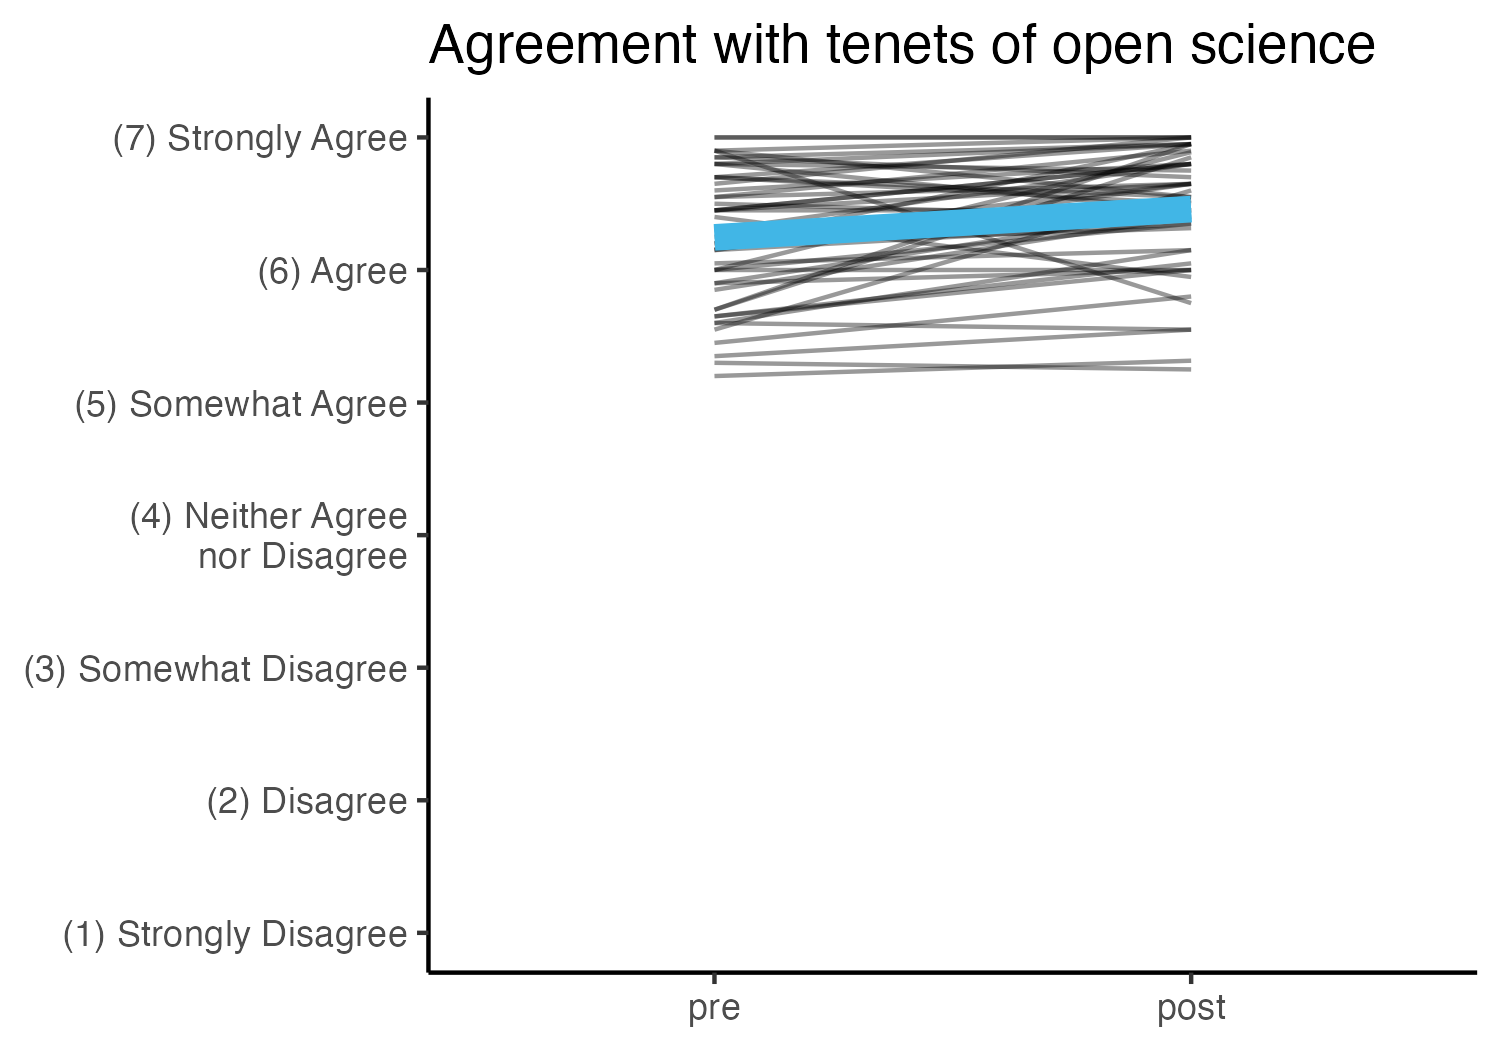 Agreement with tenets of open science
(7) Strongly Agree
(6) Agree
(5) Somewhat Agree
(4) Neither Agree
nor Disagree
(3) Somewhat Disagree
(2) Disagree
(1) Strongly Disagree
pre
post